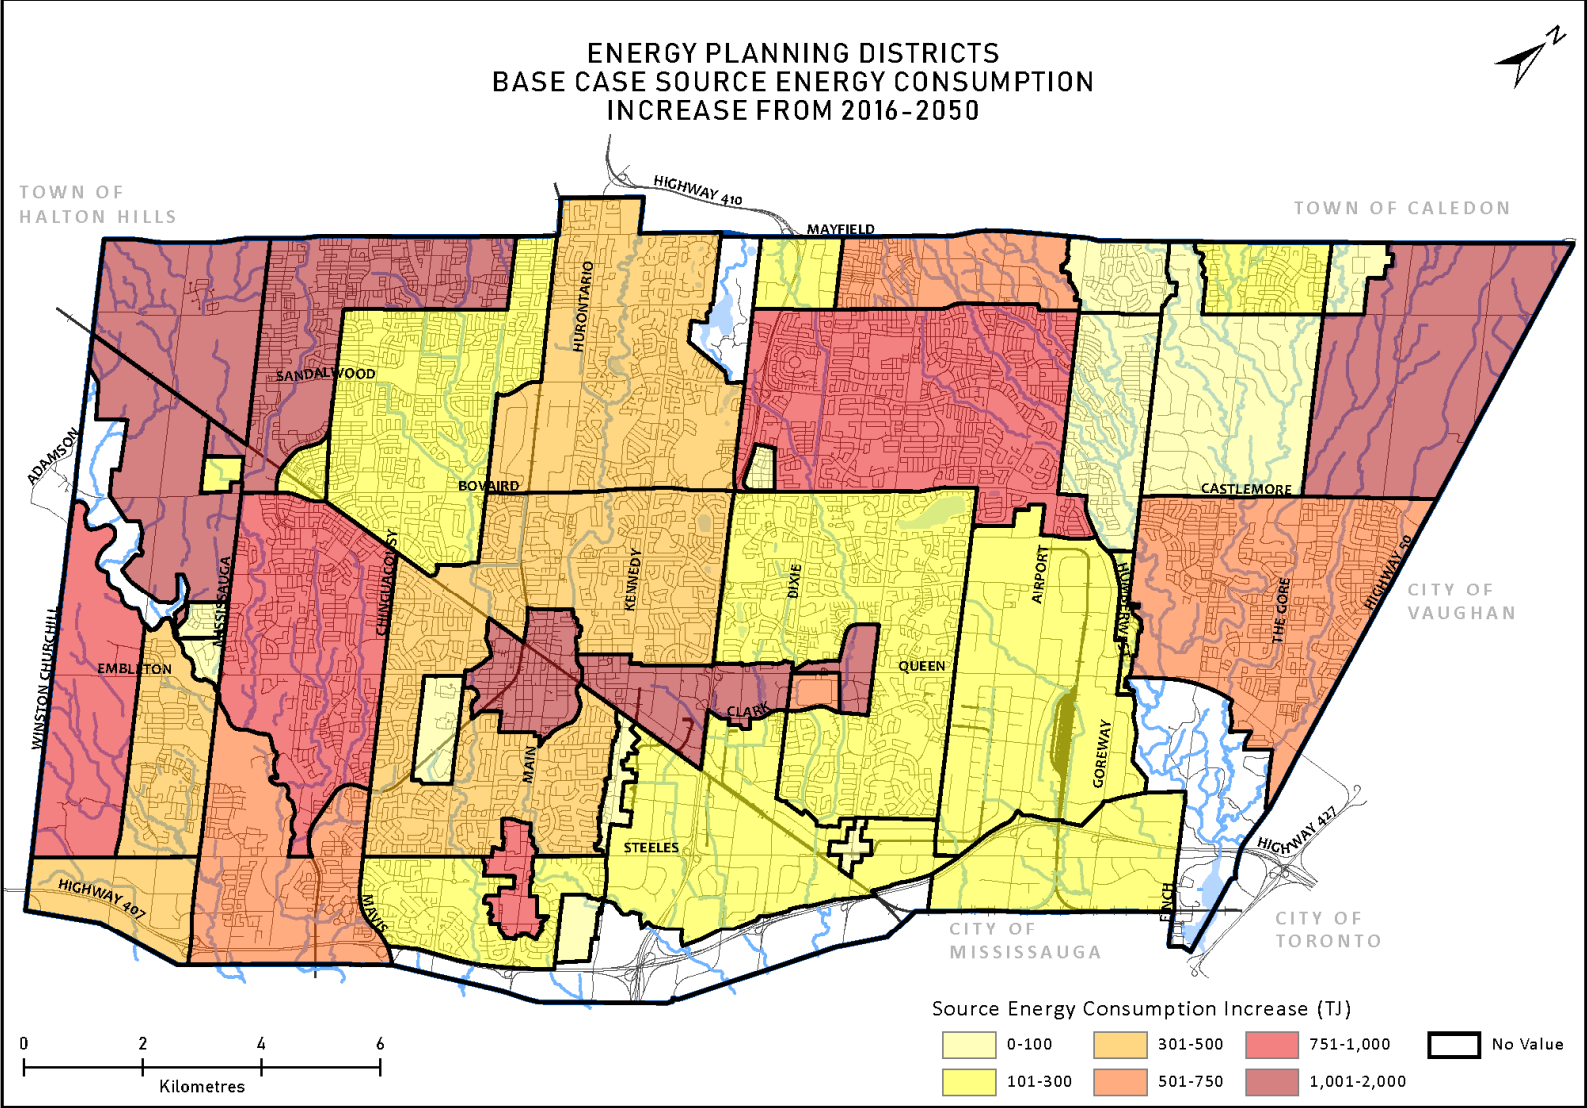 ENERGY PLANNING DISTRICTS
BASE CASE SOURCE ENERGY CONSUMPTION
INCREASE FROM 2016-2050
N
TOWN OF
HALTON HILLS
HIGHWAY 410
MAYFIELD
TOWN OF CALEDON
HURONTARIO
SANDALWOOD
ADAMSON
BOVAIRD
CASTLEMORE
CHINGUACOUSY
MISSISSAUGA
KENNEDY
DIXIE
AIRPORT
HUMBERWEST
THE GORE
HIGHWAY 50
CITY OF
VAUGHAN
WINSTON CHURCHILL
EMBLETON
QUEEN
CLARK
MAIN
GOREWAY
STEELES
HIGHWAY 427
HIGHWAY 407
MAVIS
FINCH
CITY OF
MISSISSAUGA
CITY OF
TORONTO
Source Energy Consumption Increase (TJ)
0-100
301-500
751-1,000
No Value
101-300
501-750
1,001-2,000
0 2 4 6
Kilometres